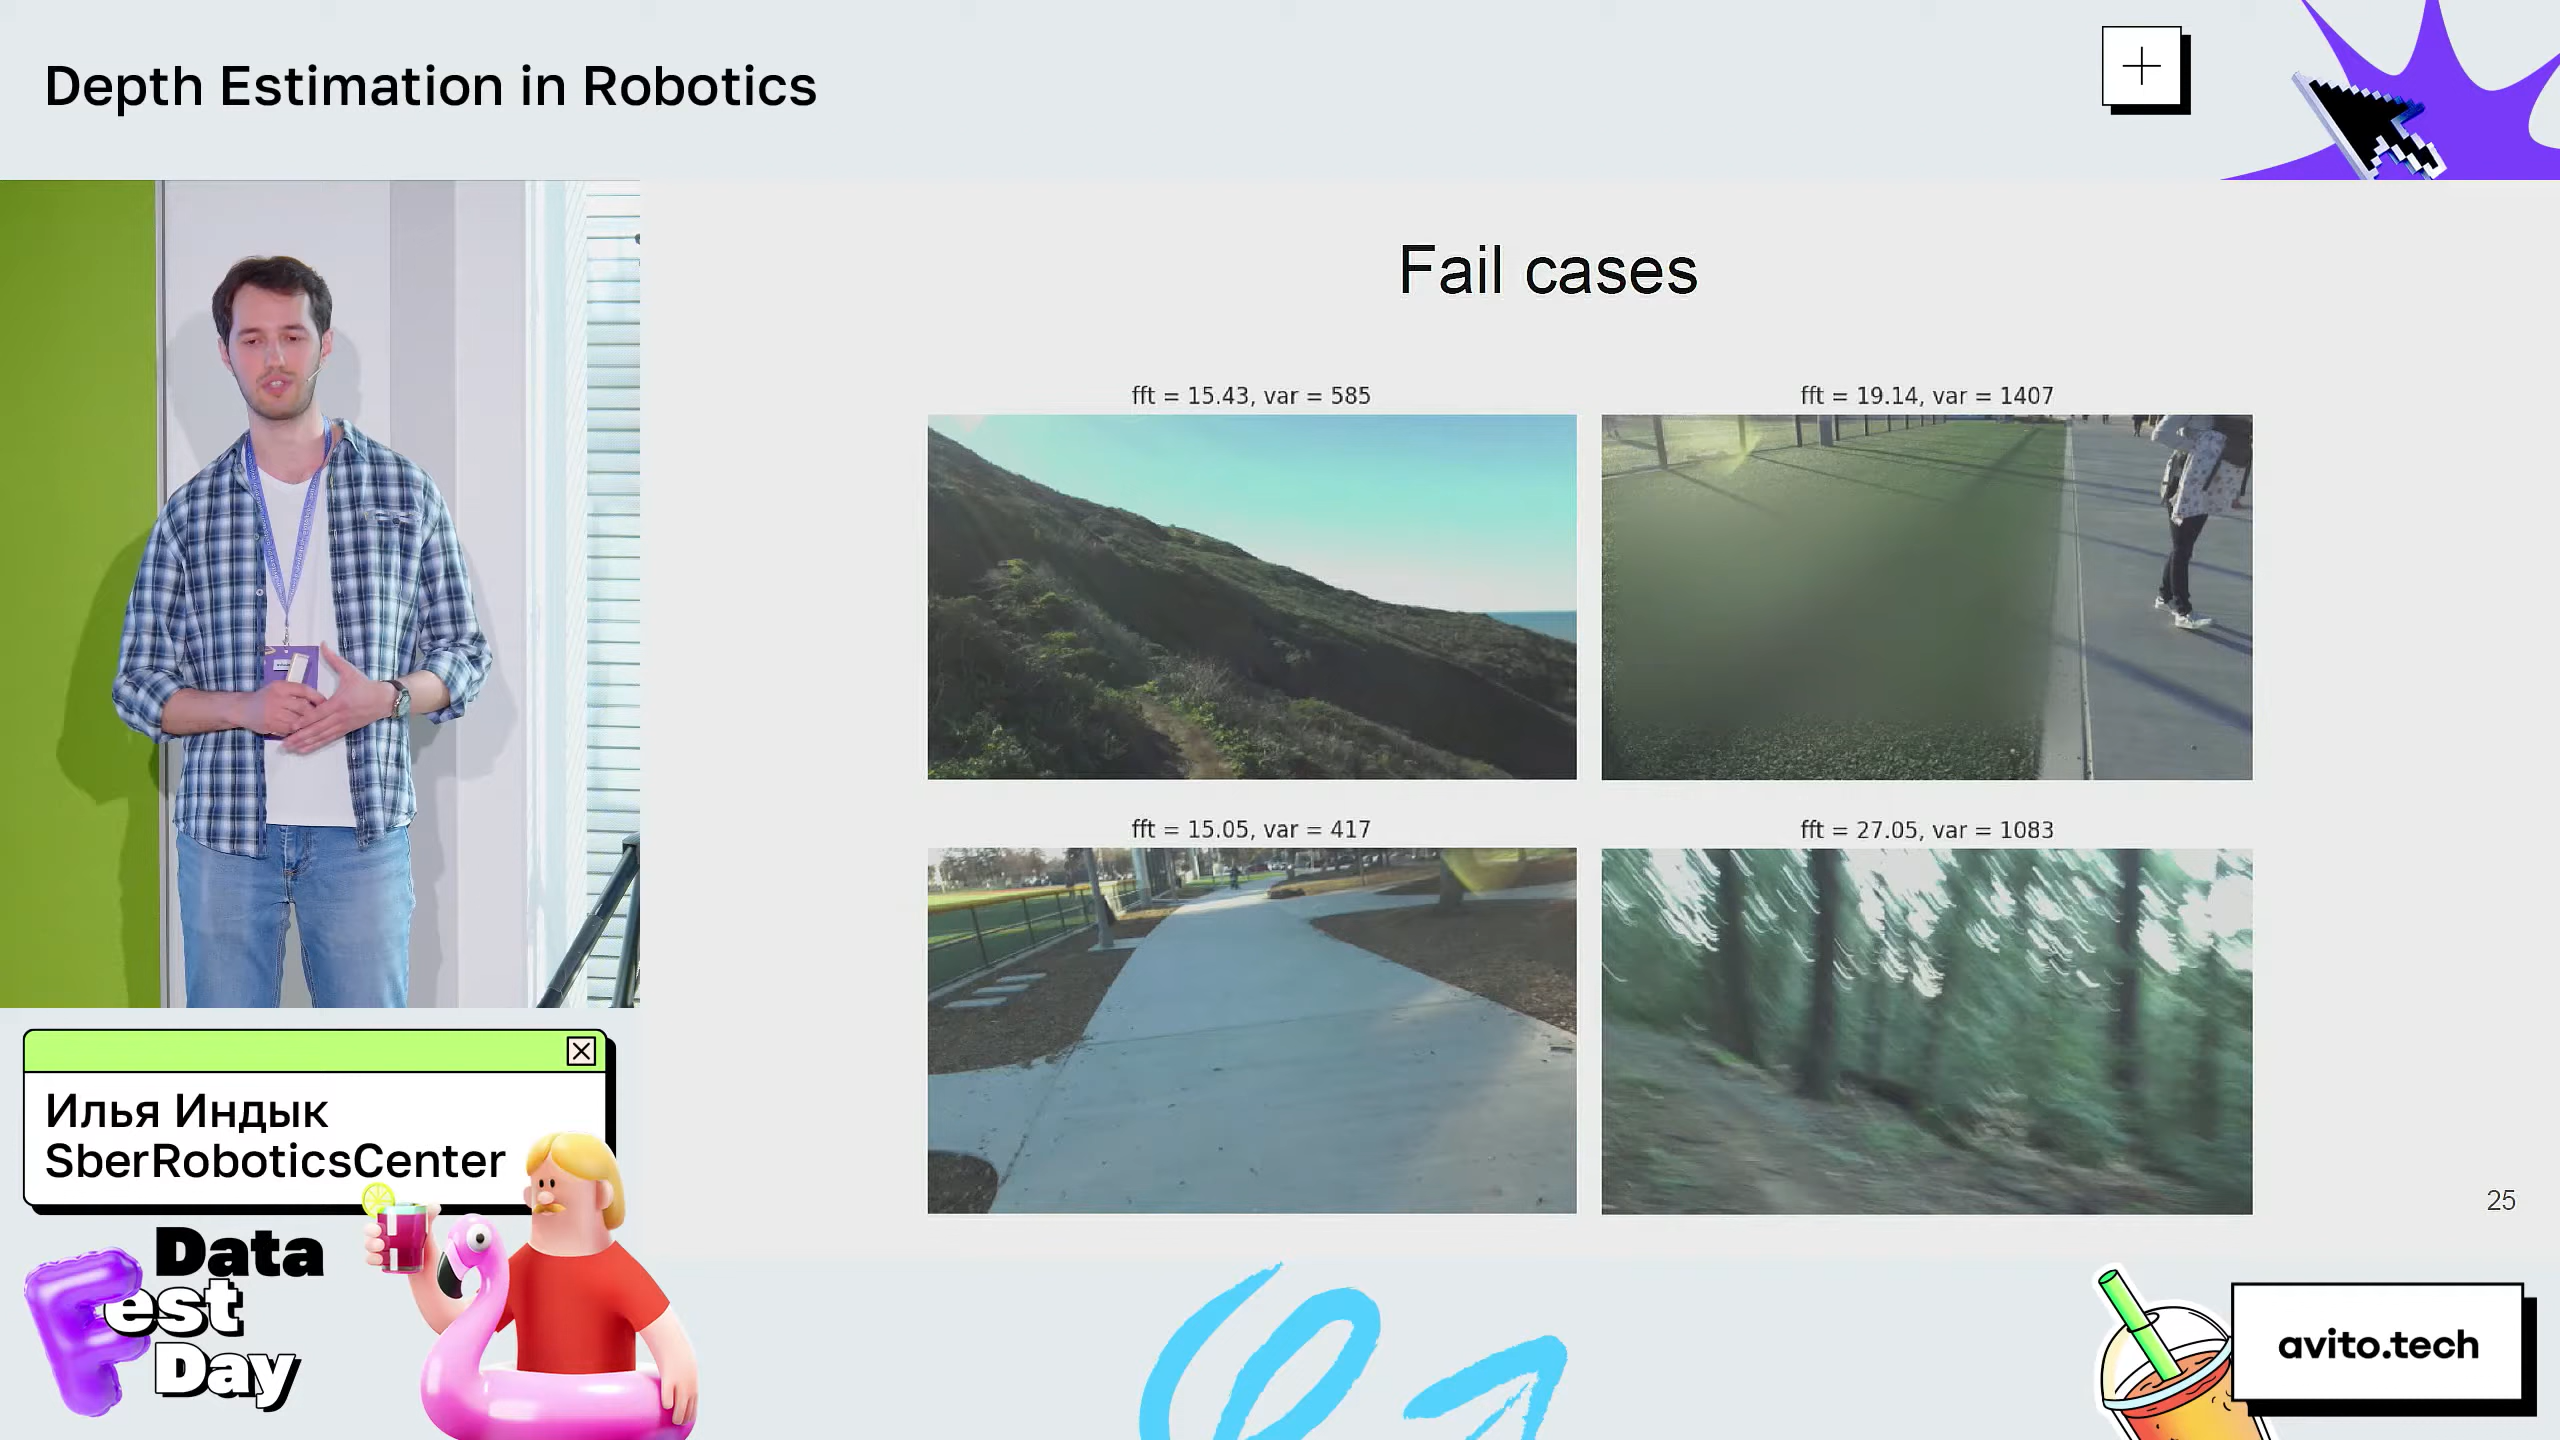 Depth Estimation in Robotics
Fail cases
fft = 15.43, var = 585
fft = 19.14, var = 1407
fft = 15.05, var = 417
fft = 27.05, var = 1083
25
Илья Индык
SberRoboticsCenter
Data
Fest
Day
avito.tech